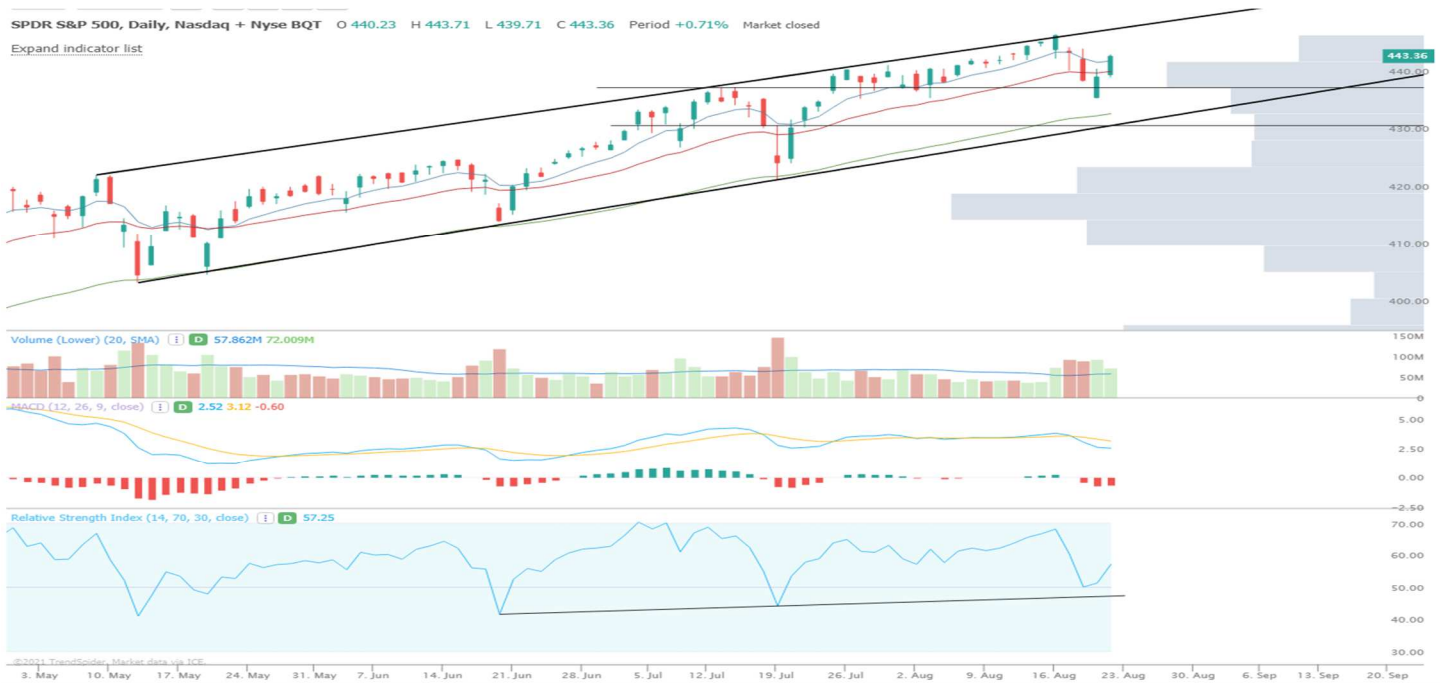 SPDR S&P 500, Daily, Nasdaq + Nyse BQT O 440.23 H 443.71 L 439.71 C 443.36 Period +0.71% Market closed
Expand indicator list
443.36
440.00
430.00
420.00
410.00
400.00
Volume (Lower) (20, SMA) D 57.862M 72.009M
150M
100M
50M
0
MACD (12, 26, 9, close) D 2.52 3.12 -0.60
5.00
2.50
0.00
-2.50
Relative Strength Index (14, 70, 30, close) D 57.25
70.00
60.00
50.00
40.00
30.00
©2021 TrendSpider, Market data via ICE.
3. May 10. May 17. May 24. May 31. May 7. Jun 14. Jun 21. Jun 28. Jun 5. Jul 12. Jul 19. Jul 26. Jul 2. Aug 9. Aug 16. Aug 23. Aug 30. Aug 6. Sep 13. Sep 20. Sep